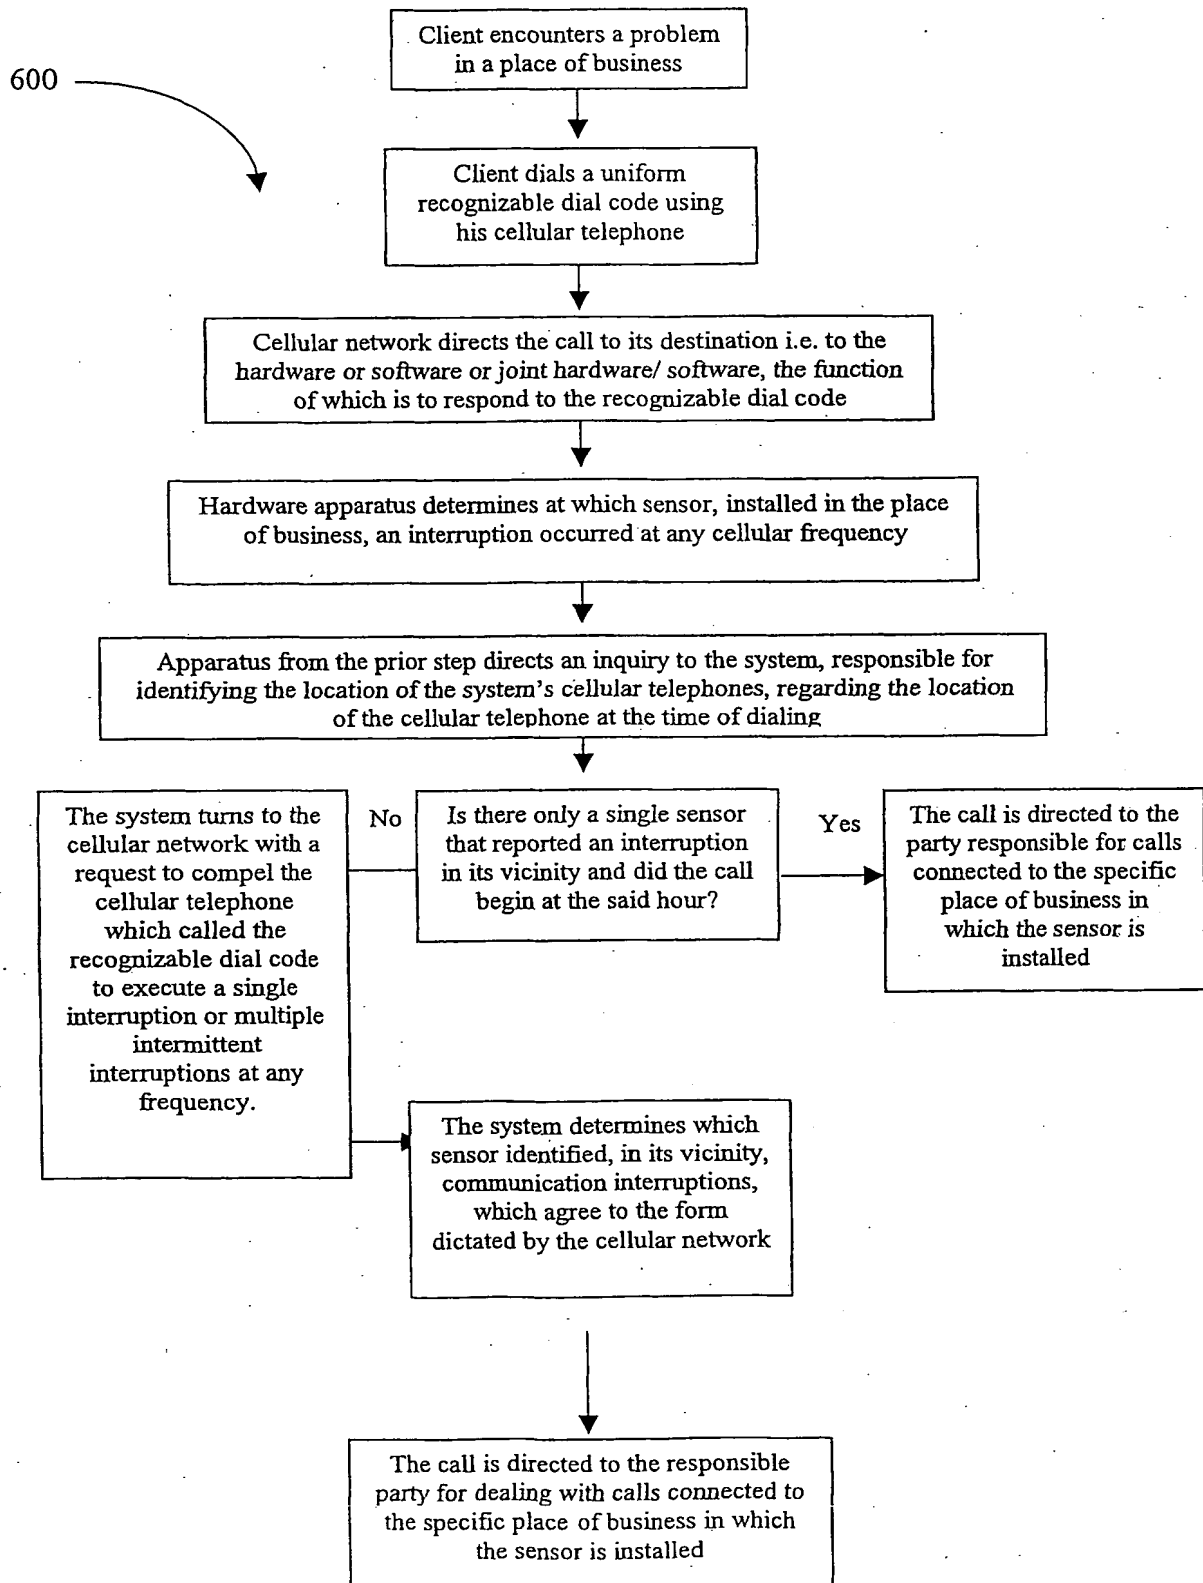 Client encounters a problem
in a place of business
600
Client dials a uniform
recognizable dial code using
his cellular telephone
Cellular network directs the call to its destination i.e. to the
hardware or software or joint hardware/ software, the function
of which is to respond to the recognizable dial code
Hardware apparatus determines at which sensor, installed in the place
of business, an interruption occurred at any cellular frequency
Apparatus from the prior step directs an inquiry to the system, responsible for
identifying the location of the system's cellular telephones, regarding the location
of the cellular telephone at the time of dialing
The system turns to the
cellular network with a
request to compel the
cellular telephone
which called the
recognizable dial code
to execute a single
interruption or multiple
intermittent
interruptions at any
frequency.
No
Is there only a single sensor
that reported an interruption
in its vicinity and did the call
begin at the said hour?
Yes
The call is directed to the
party responsible for calls
connected to the specific
place of business in
which the sensor is
installed
The system determines which
sensor identified, in its vicinity,
communication interruptions,
which agree to the form
dictated by the cellular network
The call is directed to the responsible
party for dealing with calls connected to
the specific place of business in which
the sensor is installed